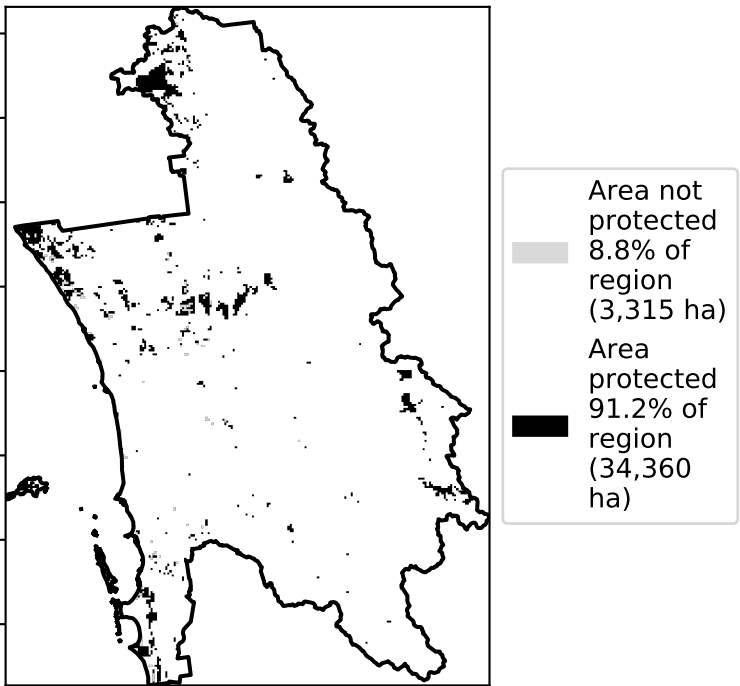 Area not
protected
8.8% of
region
(3,315 ha)
Area
protected
91.2% of
region
(34,360
ha)